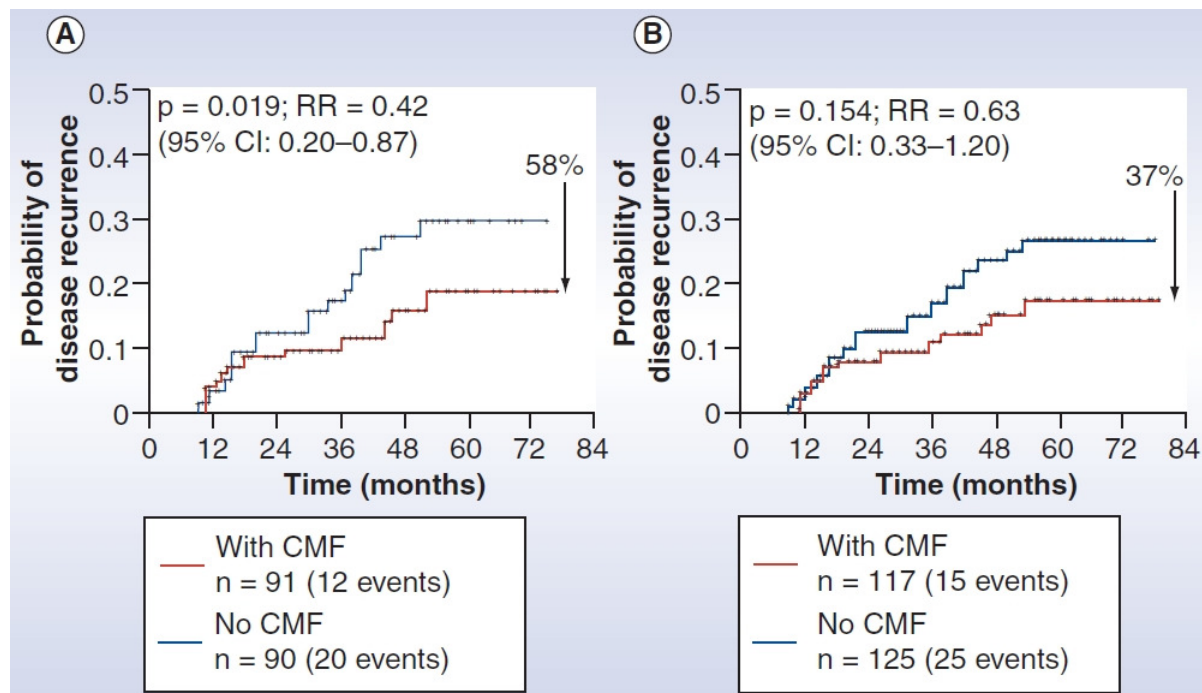 A
p = 0.019; RR = 0.42
(95% CI: 0.20–0.87)
58%
Probability of
disease recurrence
0.5
0.4
0.3
0.2
0.1
0
0 12 24 36 48 60 72 84
Time (months)
With CMF
n = 91 (12 events)
No CMF
n = 90 (20 events)
B
p = 0.154; RR = 0.63
(95% CI: 0.33–1.20)
37%
Probability of
disease recurrence
0.5
0.4
0.3
0.2
0.1
0
0 12 24 36 48 60 72 84
Time (months)
With CMF
n = 117 (15 events)
No CMF
n = 125 (25 events)